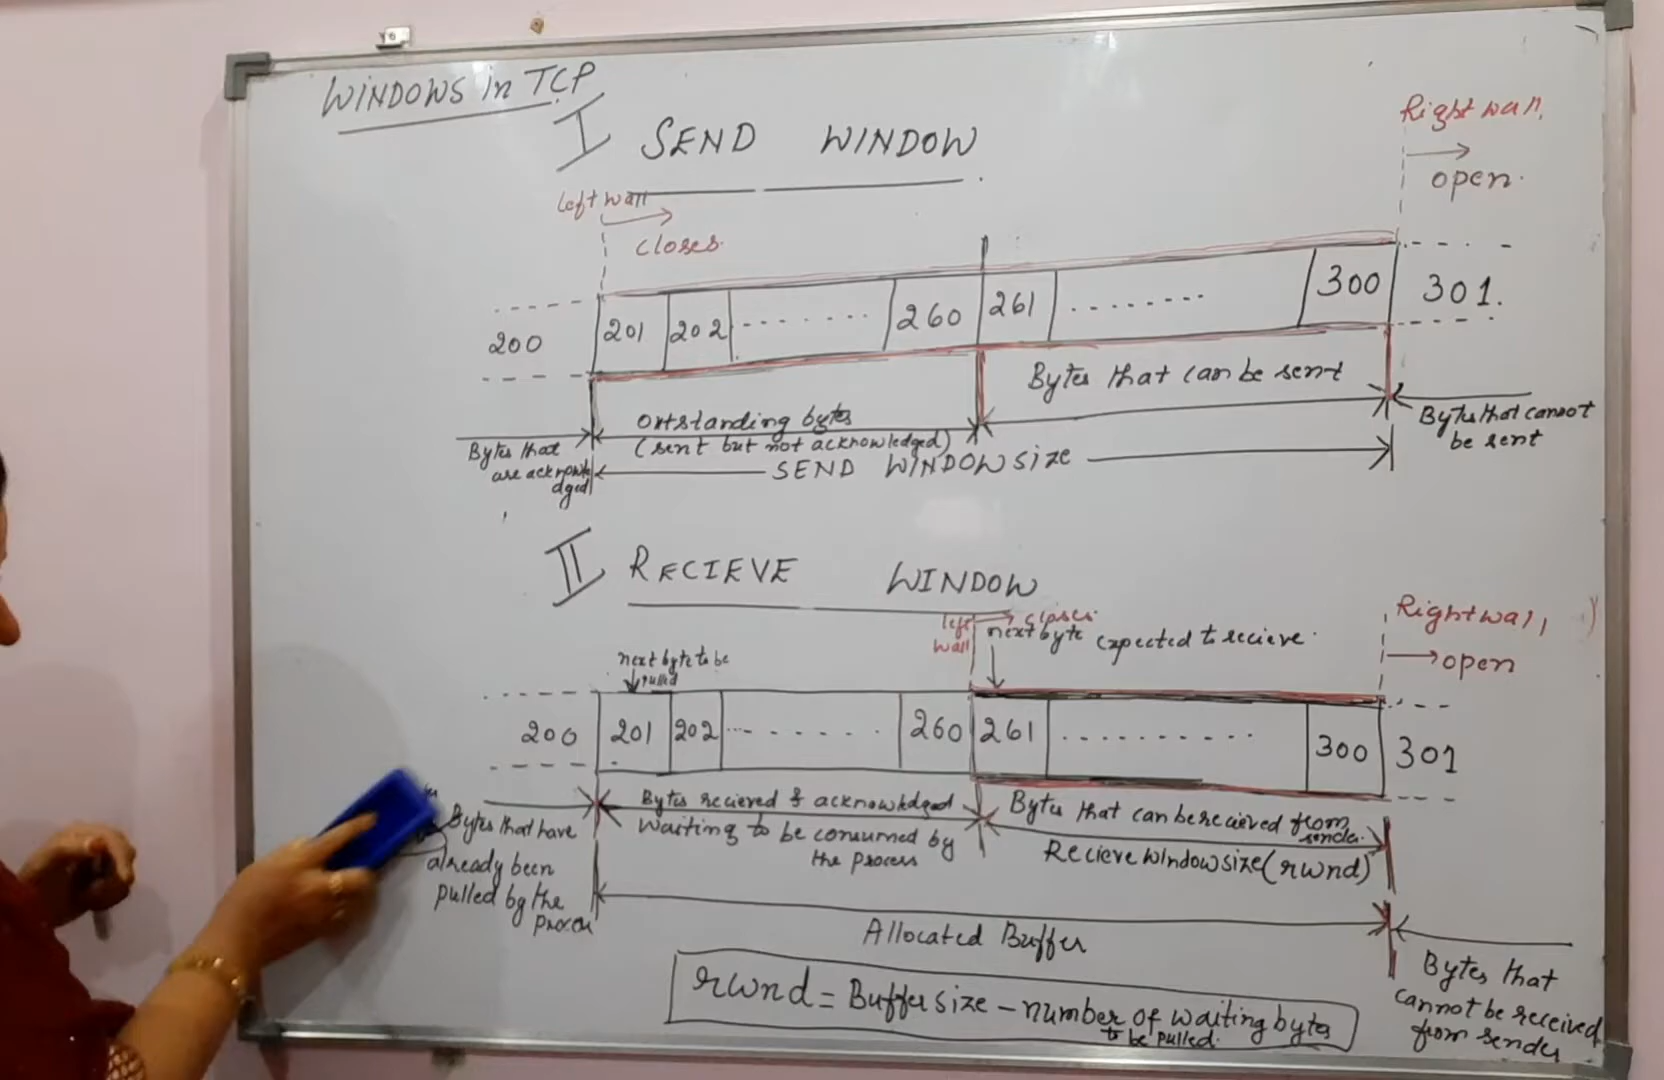 WINDOWS in TCP
I SEND WINDOW
Right wall
open.
left wall
closes.
200 201 202 - - - - - - - 260 261 ......... 300 301.
Bytes that can be sent
Outstanding bytes
(sent but not acknowledged)
Bytes that
are acknowle
dged
Bytes that cannot
be sent
SEND WINDOW size
II RECIEVE WINDOW
left
wall
closes.
next byte expected to recieve.
Right wall
open
next byte to be
pulled
200 201 202 ... - - - - - . 260 261 .......... 300 301
Bytes that have
already been
pulled by the
process
Bytes recieved & acknowledged
waiting to be consumed by
the process
Bytes that can be recieved from
sender.
Recieve window size (rwnd)
Allocated Buffer
Bytes that
cannot be received
from sender
rwnd = Buffer size - number of waiting bytes
to be pulled.